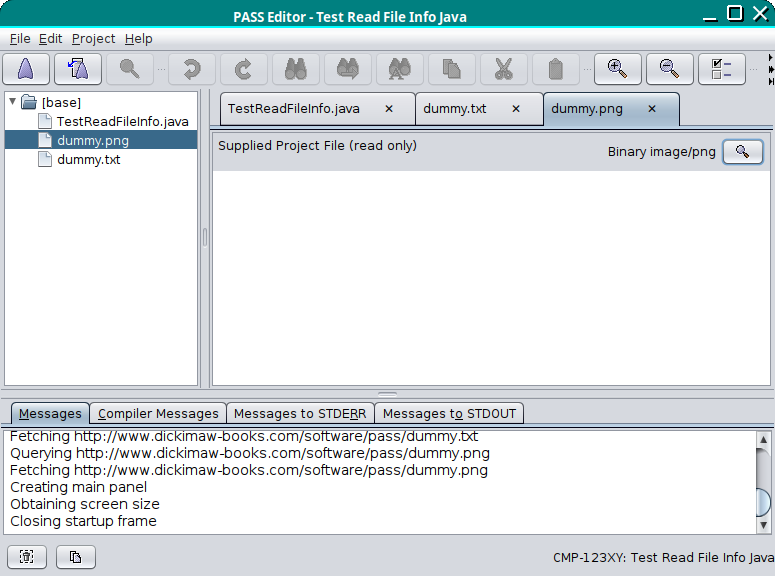 PASS Editor - Test Read File Info Java
File Edit Project Help
[base]
TestReadFileInfo.java
dummy.png
dummy.txt
TestReadFileInfo.java × dummy.txt × dummy.png ×
Supplied Project File (read only)
Binary image/png
Messages Compiler Messages Messages to STDERR Messages to STDOUT
Fetching http://www.dickimaw-books.com/software/pass/dummy.txt
Querying http://www.dickimaw-books.com/software/pass/dummy.png
Fetching http://www.dickimaw-books.com/software/pass/dummy.png
Creating main panel
Obtaining screen size
Closing startup frame
CMP-123XY: Test Read File Info Java